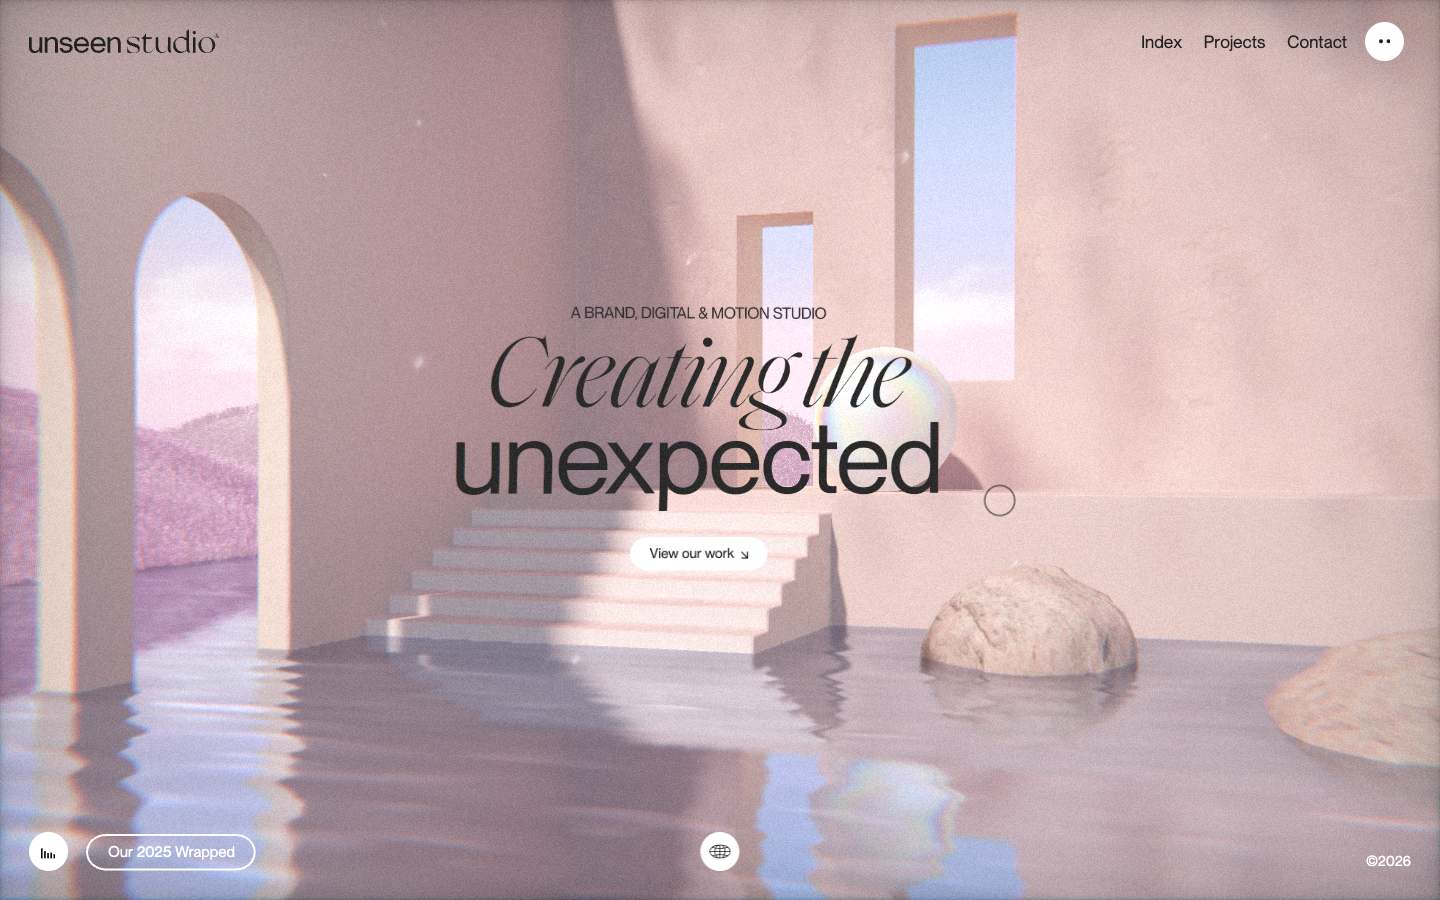 unseen studio
Index Projects Contact
A BRAND, DIGITAL & MOTION STUDIO
Creating the
unexpected
View our work ↘
Our 2025 Wrapped
©2026